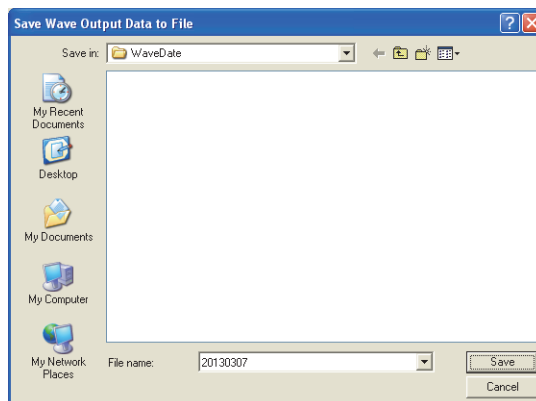 Save Wave Output Data to File
Save in:
WaveDate
My Recent
Documents
Desktop
My Documents
My Computer
My Network
Places
File name:
20130307
Save
Cancel